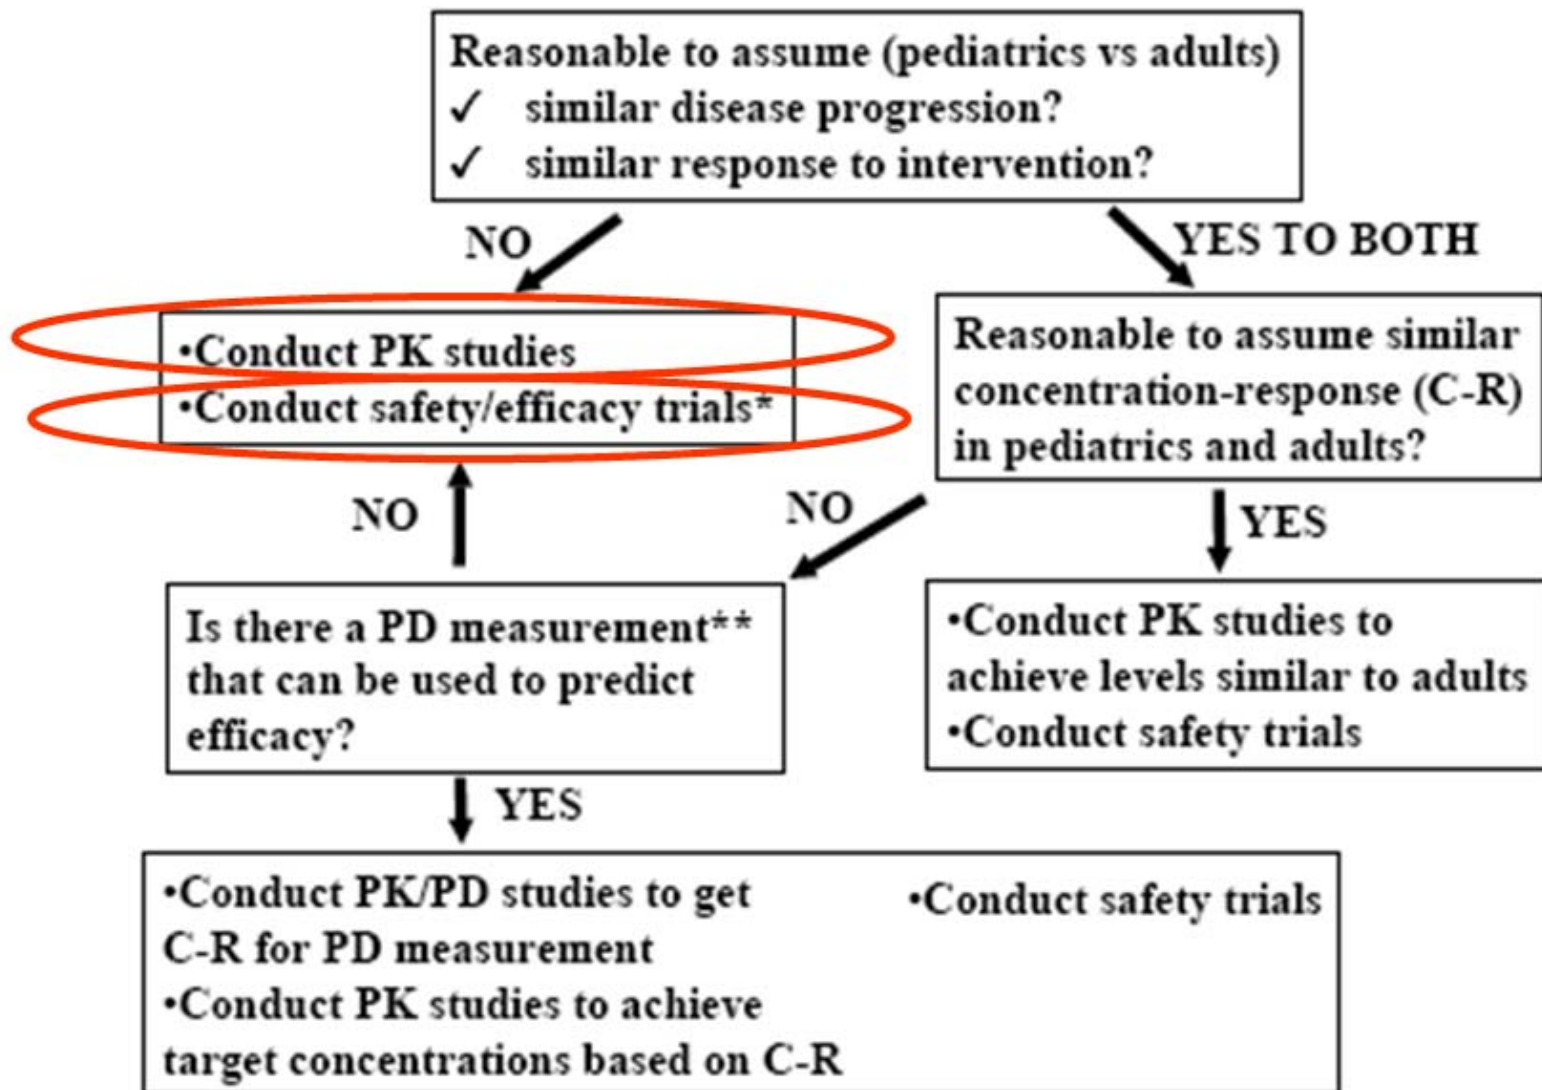 Reasonable to assume (pediatrics vs adults)
✓ similar disease progression?
✓ similar response to intervention?
NO
YES TO BOTH
•Conduct PK studies
•Conduct safety/efficacy trials*
Reasonable to assume similar
concentration-response (C-R)
in pediatrics and adults?
NO
NO
YES
Is there a PD measurement**
that can be used to predict
efficacy?
•Conduct PK studies to
achieve levels similar to adults
•Conduct safety trials
YES
•Conduct PK/PD studies to get
C-R for PD measurement
•Conduct PK studies to achieve
target concentrations based on C-R
•Conduct safety trials